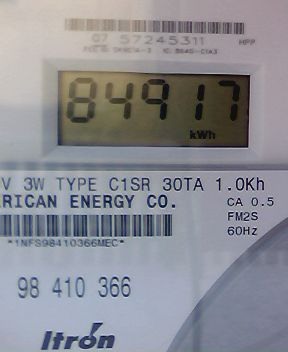 07 57245311 HPP
84917
kWh
V 3W TYPE C1SR 30TA 1.0Kh
RICAN ENERGY CO. CA 0.5
FM2S
60Hz
*1NFS98410366MEC*
98 410 366
Itron